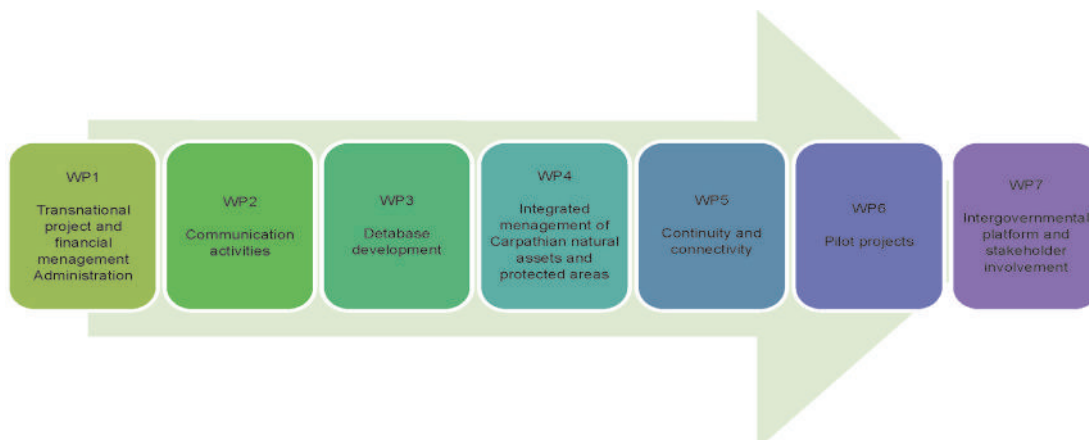 WP1
Transnational
project and
financial
menagement
Administration
WP2
Communication
activities
WP3
Detabase
development
WP4
Integrated
menagement of
Carpathian natural
assets and
protected areas
WP5
Continuity and
connectivity
WP6
Pilot projects
WP7
Intergovernmental
platform and
stakeholder
involvement